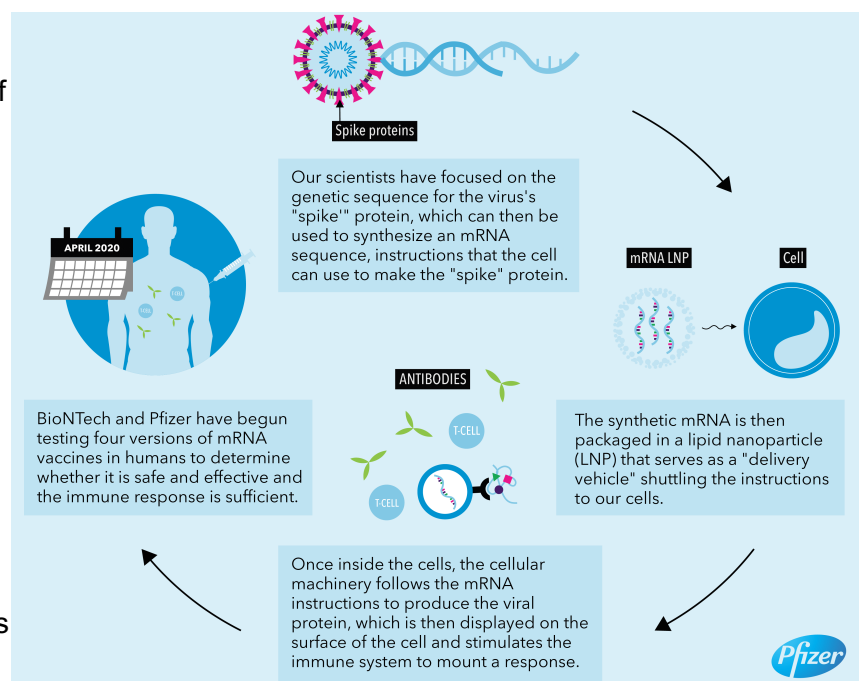 f
Spike proteins
Our scientists have focused on the
genetic sequence for the virus's
"spike'" protein, which can then be
used to synthesize an mRNA
sequence, instructions that the cell
can use to make the "spike" protein.
mRNA LNP
Cell
The synthetic mRNA is then
packaged in a lipid nanoparticle
(LNP) that serves as a "delivery
vehicle" shuttling the instructions
to our cells.
ANTIBODIES
T-CELL
T-CELL
Once inside the cells, the cellular
machinery follows the mRNA
instructions to produce the viral
protein, which is then displayed on the
surface of the cell and stimulates the
immune system to mount a response.
APRIL 2020
T-CELL
T-CELL
BioNTech and Pfizer have begun
testing four versions of mRNA
vaccines in humans to determine
whether it is safe and effective and
the immune response is sufficient.
s
Pfizer